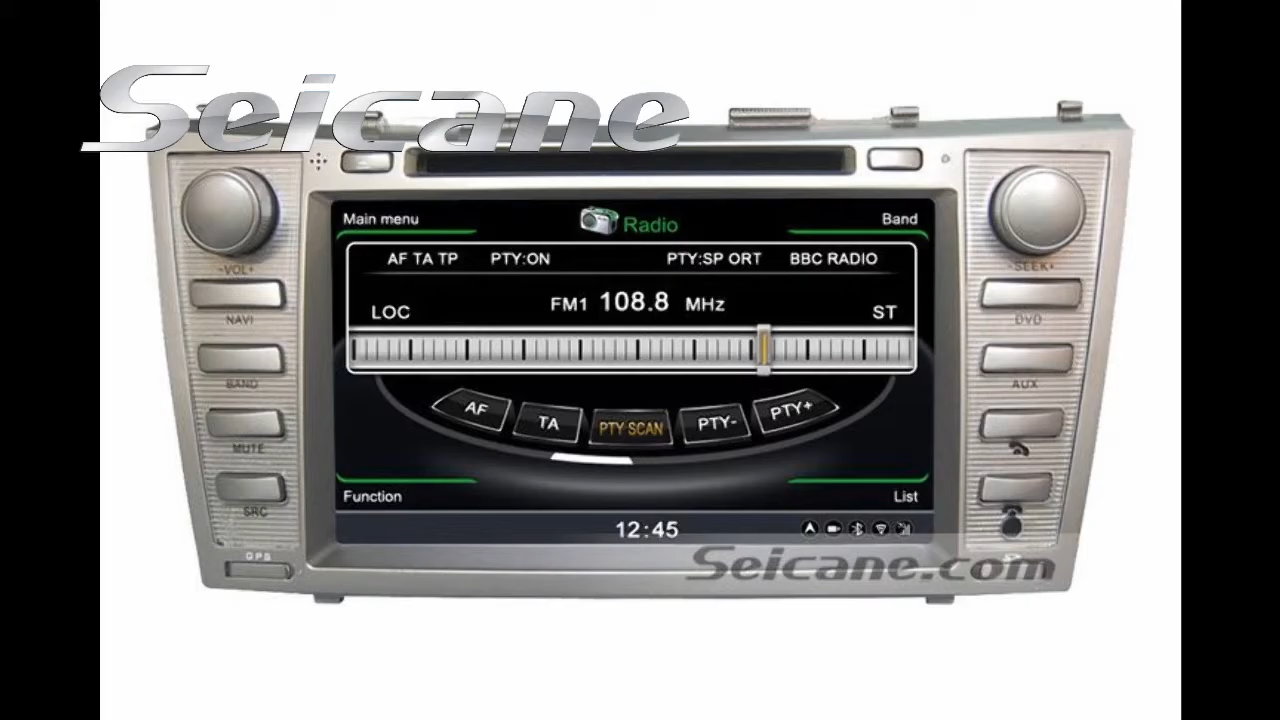 Seicane
Main menu
Radio
Band
AF TA TP PTY:ON PTY:SP ORT BBC RADIO
LOC FM1 108.8 MHz ST
AF TA PTY SCAN PTY- PTY+
Function List
12:45
-VOL+
NAVI
BAND
MUTE
SRC
GPS
-SEEK+
DVD
AUX
Seicane.com